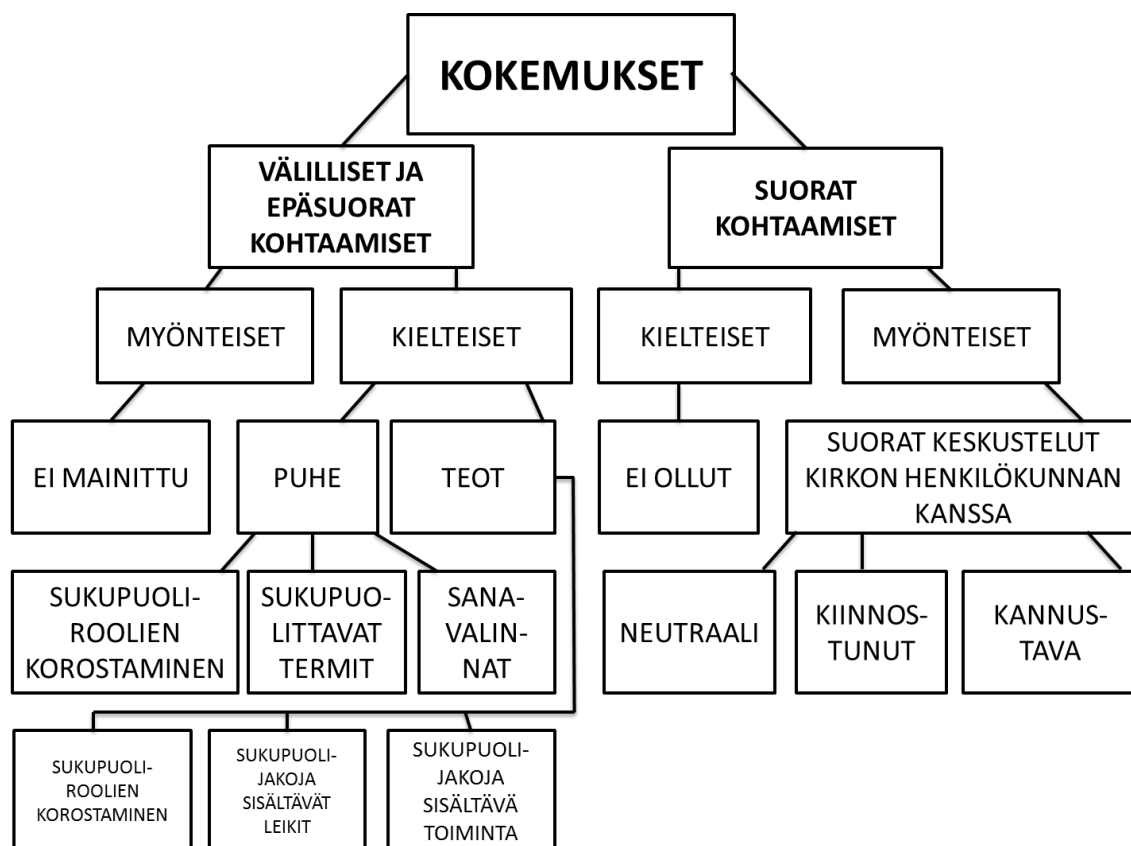 KOKEMUKSET
VÄLILLISET JA
EPÄSUORAT
KOHTAAMISET
SUORAT
KOHTAAMISET
MYÖNTEISET
KIELTEISET
KIELTEISET
MYÖNTEISET
EI MAINITTU
PUHE
TEOT
EI OLLUT
SUORAT KESKUSTELUT
KIRKON HENKILÖKUNNAN
KANSSA
SUKUPUOLI-
ROOLIEN
KOROSTAMINEN
SUKUPUO-
LITTAVAT
TERMIT
SANA-
VALIN-
NAT
NEUTRAALI
KIINNOS-
TUNUT
KANNUS-
TAVA
SUKUPUOLI-
ROOLIEN
KOROSTAMINEN
SUKUPUOLI-
JAKOJA
SISÄLTÄVÄT
LEIKIT
SUKUPUOLI-
JAKOJA
SISÄLTÄVÄ
TOIMINTA